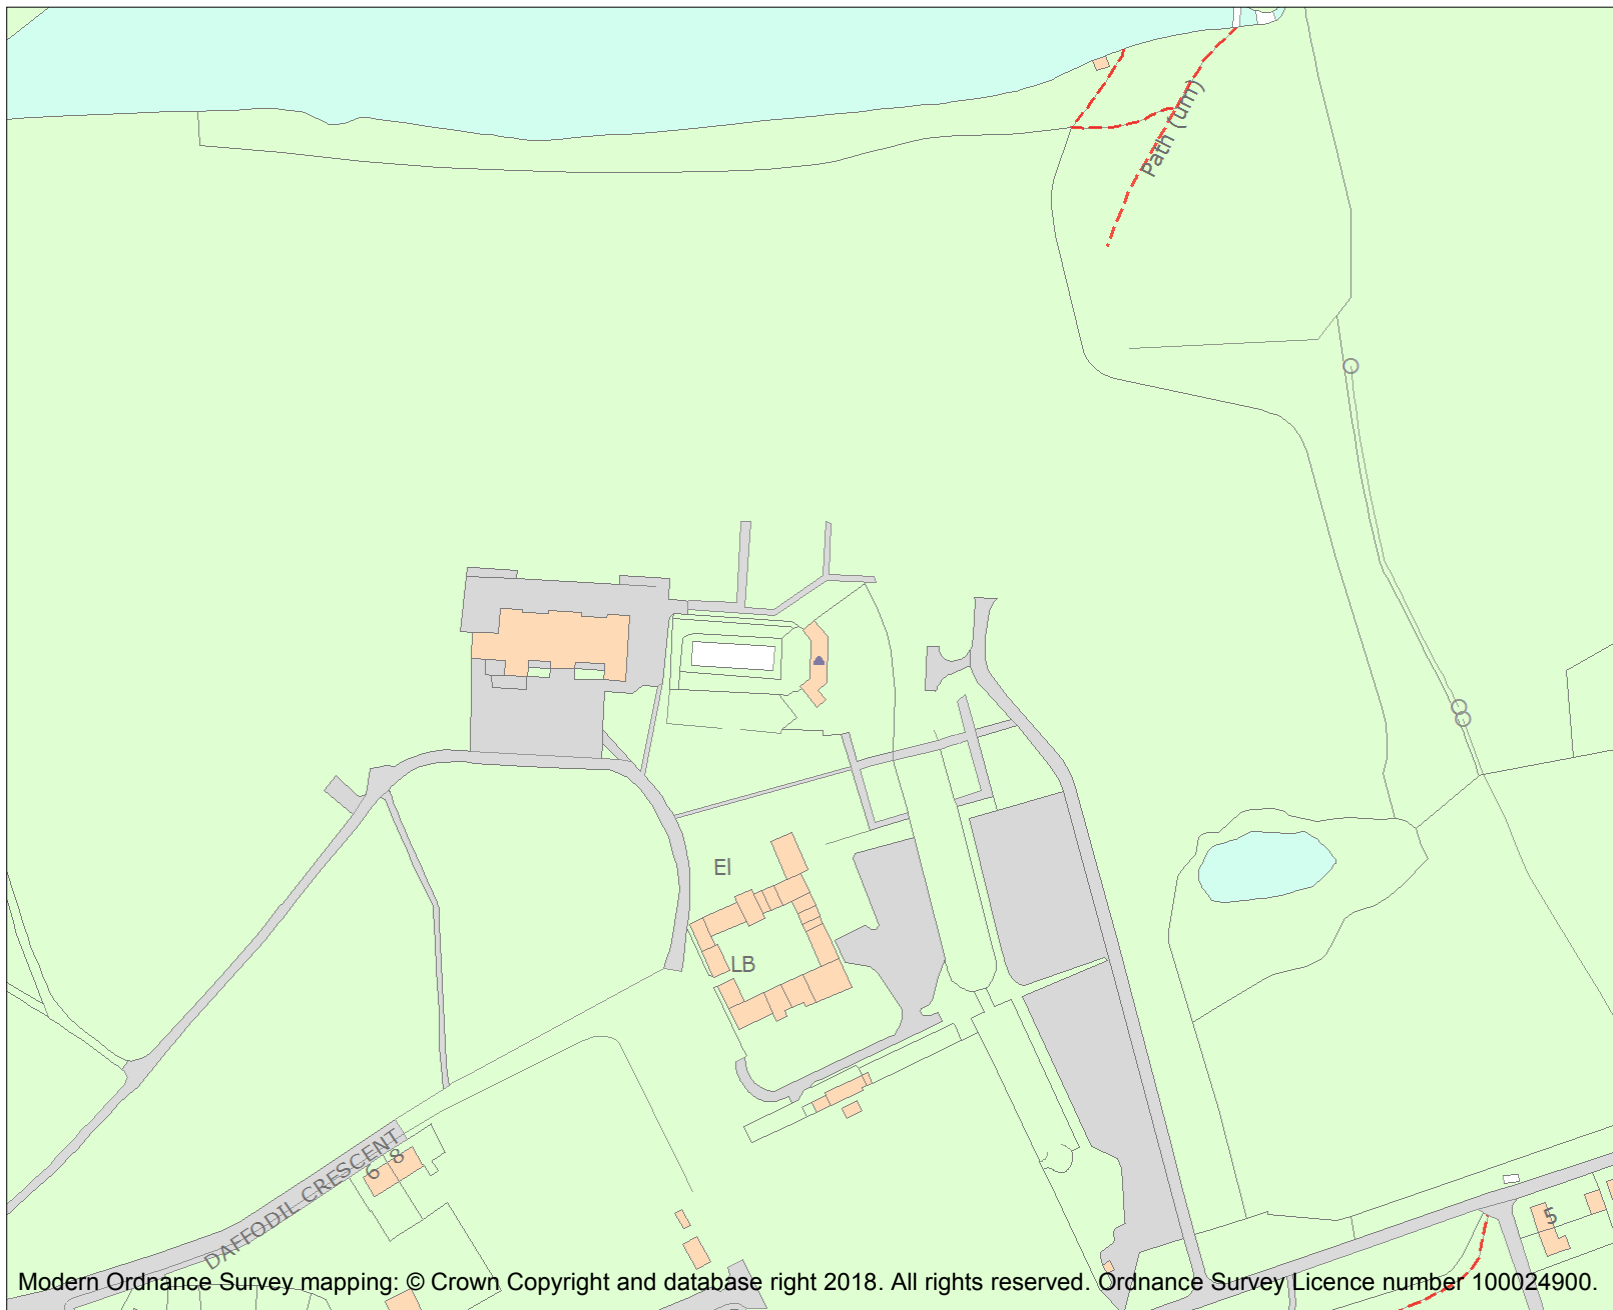 Path (um)
El
LB
DAFFODIL CRESCENT
6
8
5
Modern Ordnance Survey mapping: © Crown Copyright and database right 2018. All rights reserved. Ordnance Survey Licence number 100024900.